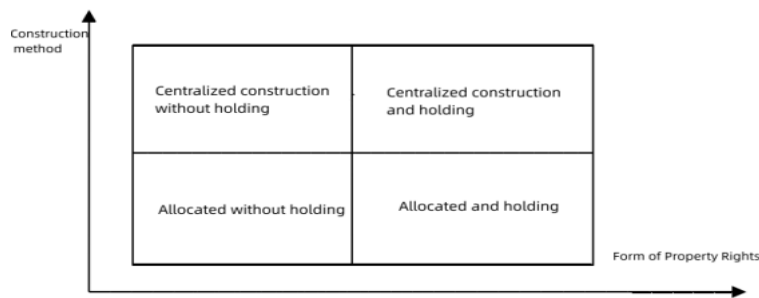 Construction
method
Centralized construction
without holding
Centralized construction
and holding
Allocated without holding
Allocated and holding
Form of Property Rights